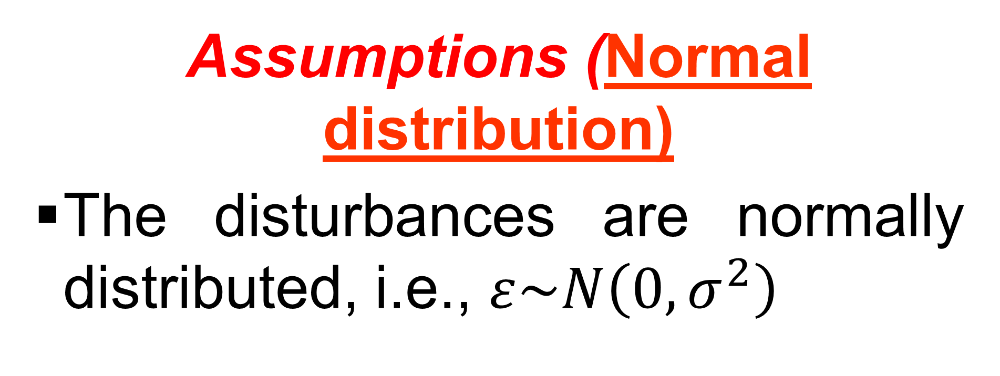 Assumptions (Normal
distribution)
▪The disturbances are normally
distributed, i.e., 𝜀~𝑁(0, 𝜎²)